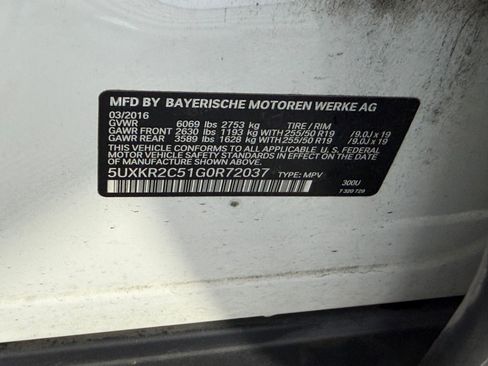 MFD BY BAYERISCHE MOTOREN WERKE AG
03/2016
GVWR 6069 lbs 2753 kg TIRE / RIM
GAWR FRONT 2630 lbs 1193 kg WITH 255/50 R19 / 9.0J x 19
GAWR REAR 3589 lbs 1628 kg WITH 255/50 R19 / 9.0J x 19
THIS VEHICLE CONFORMS TO ALL APPLICABLE U.S. FEDERAL
MOTOR VEHICLE SAFETY STANDARDS IN EFFECT ON THE DATE
OF MANUFACTURE SHOWN ABOVE.
5UXKR2C51G0R72037 TYPE: MPV 300U
7 320 729